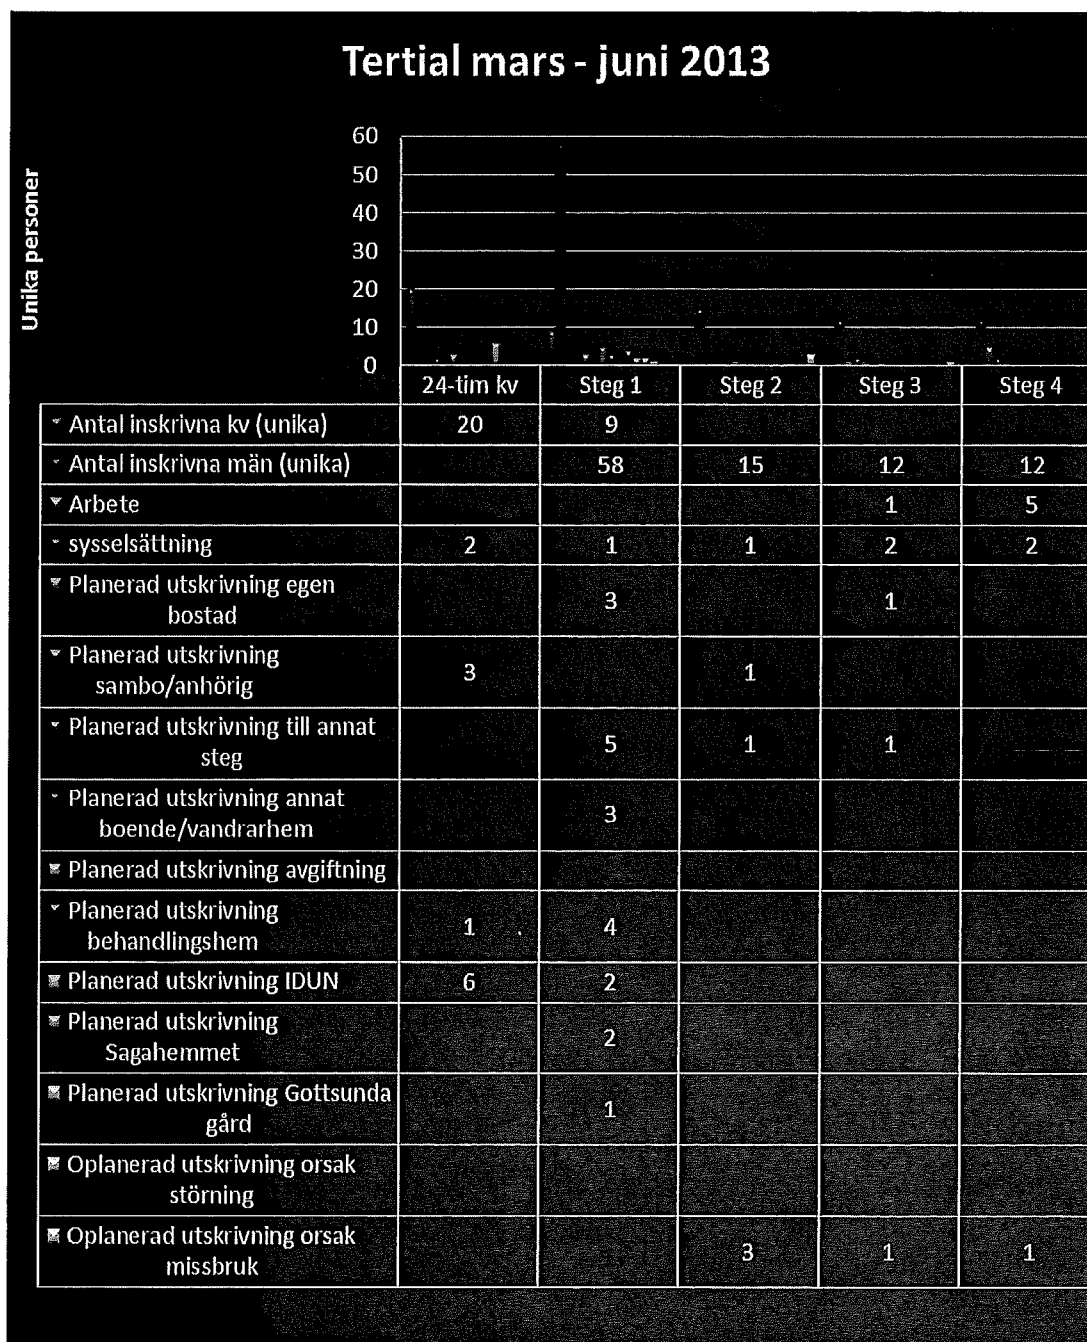 Tertial mars - juni 2013
Unika personer
60
50
40
30
20
10
0
24-tim kv Steg 1 Steg 2 Steg 3 Steg 4
Antal inskrivna kv (unika) 20 9
Antal inskrivna män (unika) 58 15 12 12
Arbete 1 5
sysselsättning 2 1 1 2 2
Planerad utskrivning egen
bostad 3 1
Planerad utskrivning
sambo/anhörig 3 1
Planerad utskrivning till annat
steg 5 1 1
Planerad utskrivning annat
boende/vandrarhem 3
Planerad utskrivning avgiftning
Planerad utskrivning
behandlingshem 1 4
Planerad utskrivning IDUN 6 2
Planerad utskrivning
Sagahemmet 2
Planerad utskrivning Gottsunda
gård 1
Oplanerad utskrivning orsak
störning
Oplanerad utskrivning orsak
missbruk 3 1 1